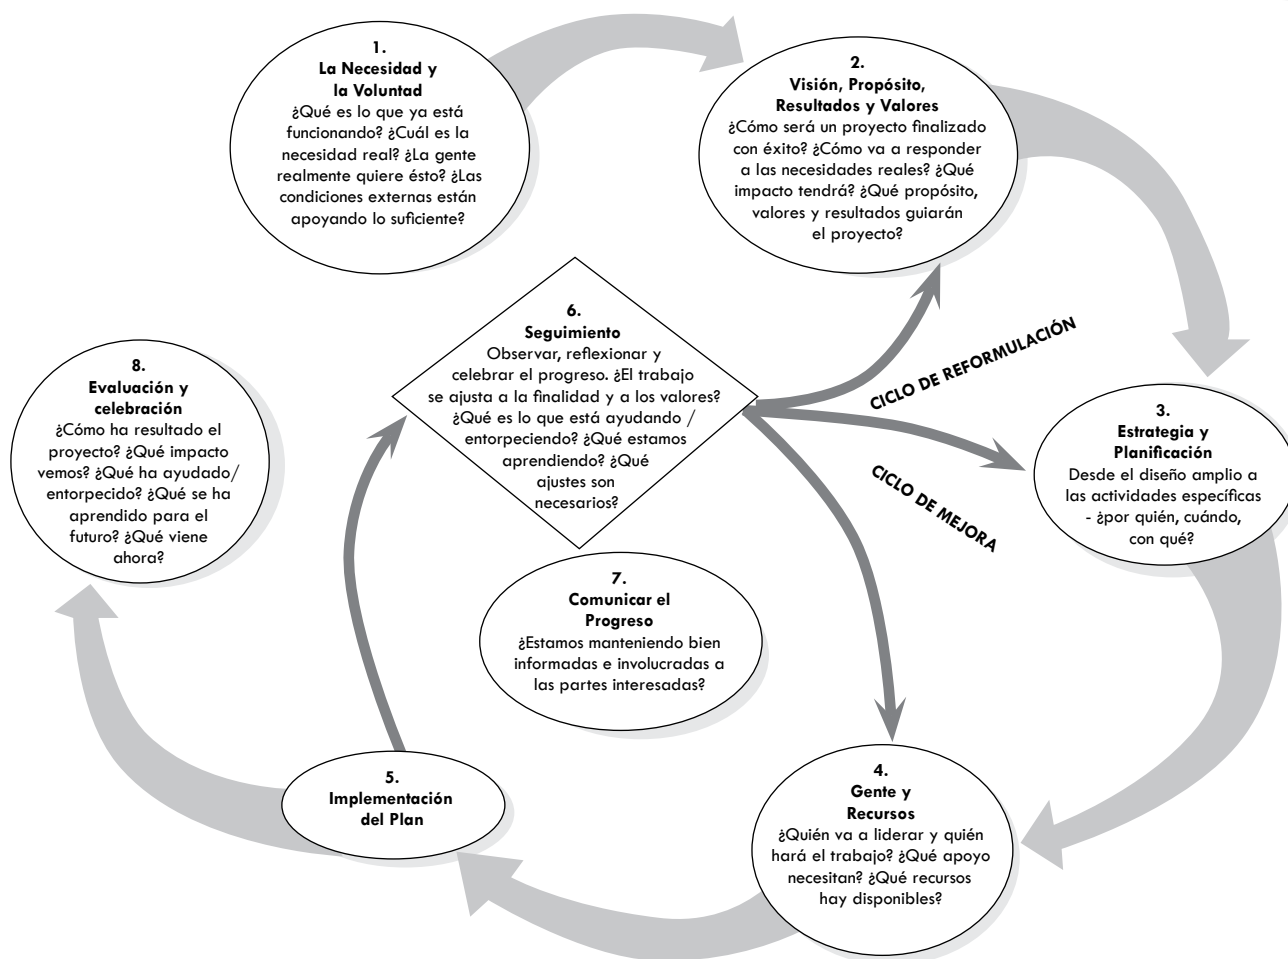 1.
La Necesidad y
la Voluntad
¿Qué es lo que ya está
funcionando? ¿Cuál es la
necesidad real? ¿La gente
realmente quiere ésto? ¿Las
condiciones externas están
apoyando lo suficiente?
2.
Visión, Propósito,
Resultados y Valores
¿Cómo será un proyecto finalizado
con éxito? ¿Cómo va a responder
a las necesidades reales? ¿Qué
impacto tendrá? ¿Qué propósito,
valores y resultados guiarán
el proyecto?
CICLO DE REFORMULACIÓN
3.
Estrategia y
Planificación
Desde el diseño amplio a
las actividades específicas
- ¿por quién, cuándo,
con qué?
CICLO DE MEJORA
4.
Gente y
Recursos
¿Quién va a liderar y quién
hará el trabajo? ¿Qué apoyo
necesitan? ¿Qué recursos
hay disponibles?
5.
Implementación
del Plan
6.
Seguimiento
Observar, reflexionar y
celebrar el progreso. ¿El trabajo
se ajusta a la finalidad y a los valores?
¿Qué es lo que está ayudando /
entorpeciendo? ¿Qué estamos
aprendiendo? ¿Qué
ajustes son
necesarios?
7.
Comunicar el
Progreso
¿Estamos manteniendo bien
informadas e involucradas a
las partes interesadas?
8.
Evaluación y
celebración
¿Cómo ha resultado el
proyecto? ¿Qué impacto
vemos? ¿Qué ha ayudado/
entorpecido? ¿Qué se ha
aprendido para el
futuro? ¿Qué viene
ahora?